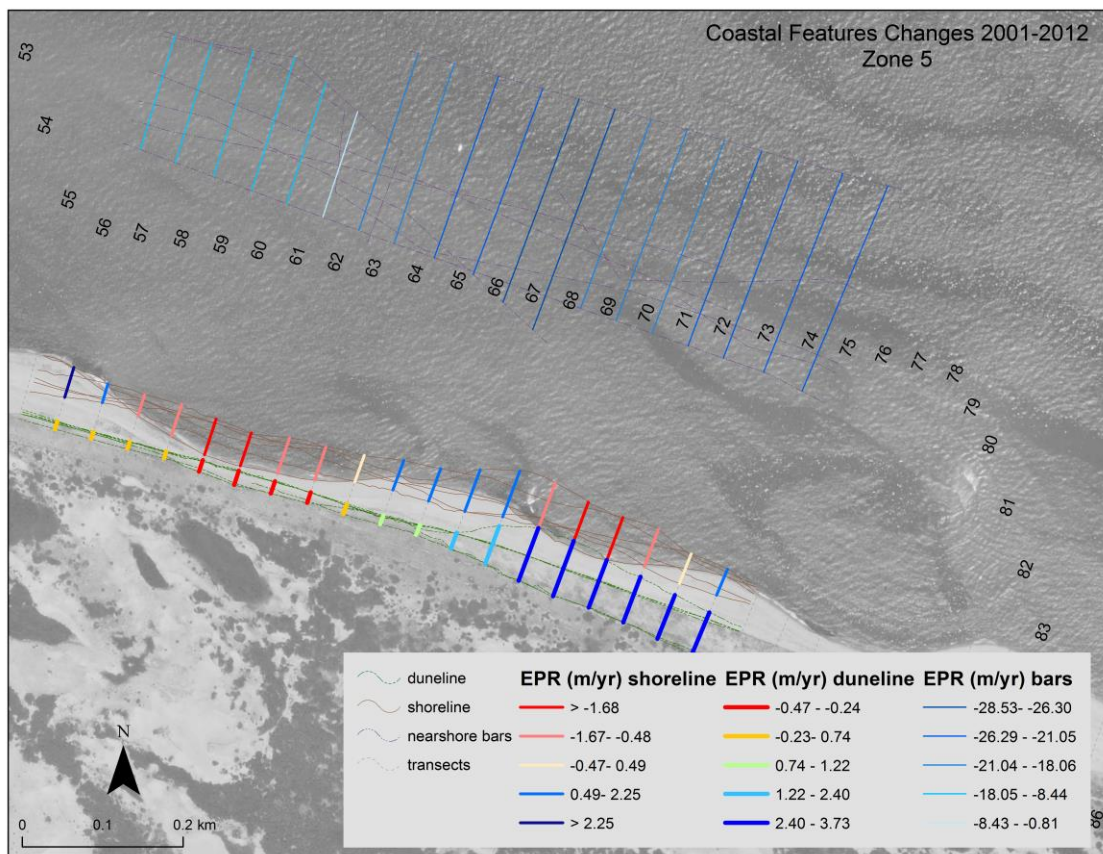 Coastal Features Changes 2001-2012
Zone 5
53
54
55
56
57
58
59
60
61
62
63
64
65
66
67
68
69
70
71
72
73
74
75
76
77
78
79
80
81
82
83
86
duneline
shoreline
nearshore bars
transects
N
0 0.1 0.2 km
EPR (m/yr) shoreline
> -1.68
-1.67- -0.48
-0.47- 0.49
0.49- 2.25
> 2.25
EPR (m/yr) duneline
-0.47 - -0.24
-0.23- 0.74
0.74 - 1.22
1.22 - 2.40
2.40 - 3.73
EPR (m/yr) bars
-28.53- -26.30
-26.29 - -21.05
-21.04 - -18.06
-18.05 - -8.44
-8.43 - -0.81